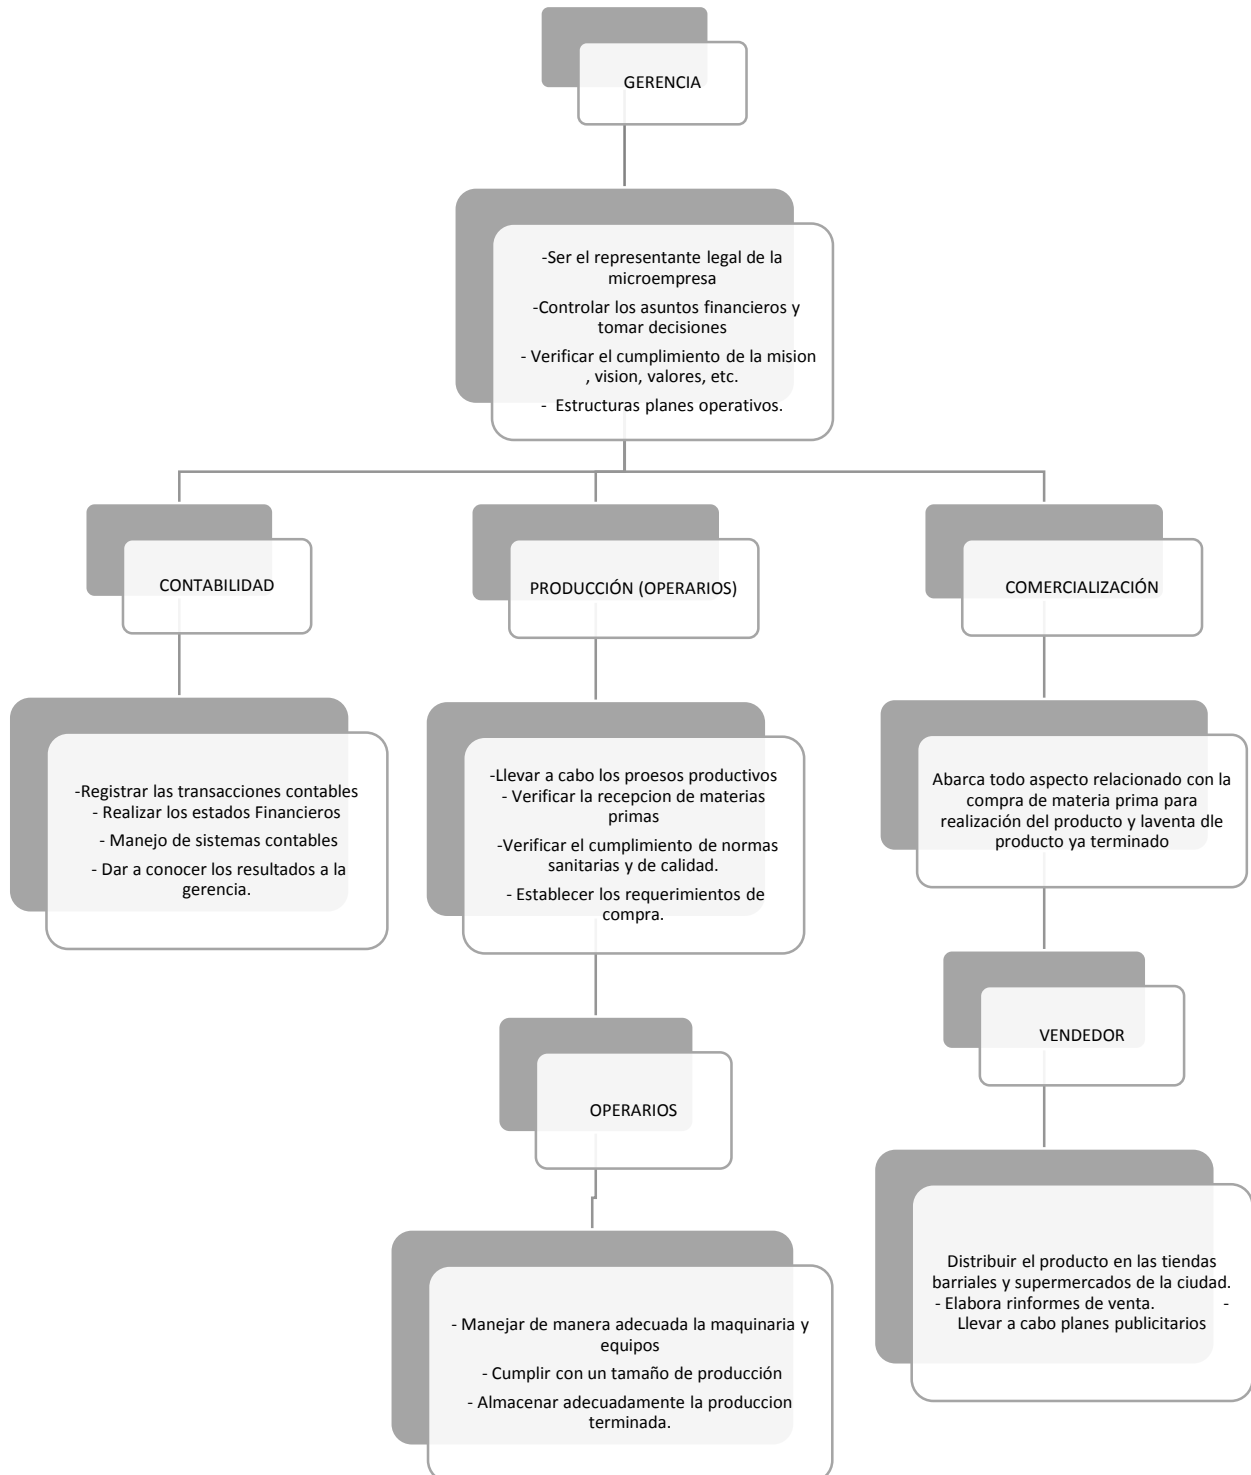 GERENCIA
-Ser el representante legal de la
microempresa
-Controlar los asuntos financieros y
tomar decisiones
- Verificar el cumplimiento de la mision
, vision, valores, etc.
- Estructuras planes operativos.
CONTABILIDAD
PRODUCCIÓN (OPERARIOS)
COMERCIALIZACIÓN
-Registrar las transacciones contables
- Realizar los estados Financieros
- Manejo de sistemas contables
- Dar a conocer los resultados a la
gerencia.
-Llevar a cabo los proesos productivos
- Verificar la recepcion de materias
primas
-Verificar el cumplimiento de normas
sanitarias y de calidad.
- Establecer los requerimientos de
compra.
Abarca todo aspecto relacionado con la
compra de materia prima para
realización del producto y laventa dle
producto ya terminado
VENDEDOR
OPERARIOS
Distribuir el producto en las tiendas
barriales y supermercados de la ciudad.
- Elabora rinformes de venta. -
Llevar a cabo planes publicitarios
- Manejar de manera adecuada la maquinaria y
equipos
- Cumplir con un tamaño de producción
- Almacenar adecuadamente la produccion
terminada.